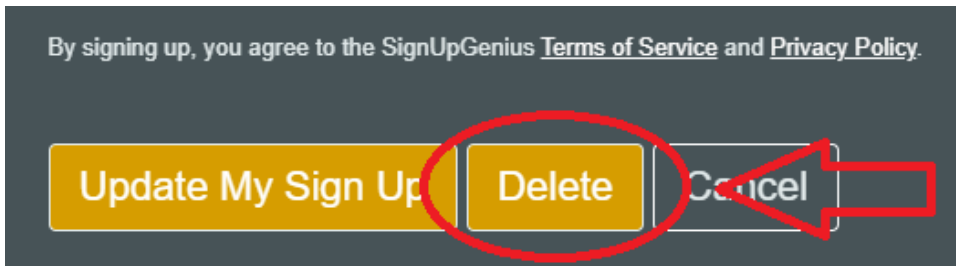 By signing up, you agree to the SignUpGenius Terms of Service and Privacy Policy.
Update My Sign Up Delete Cancel